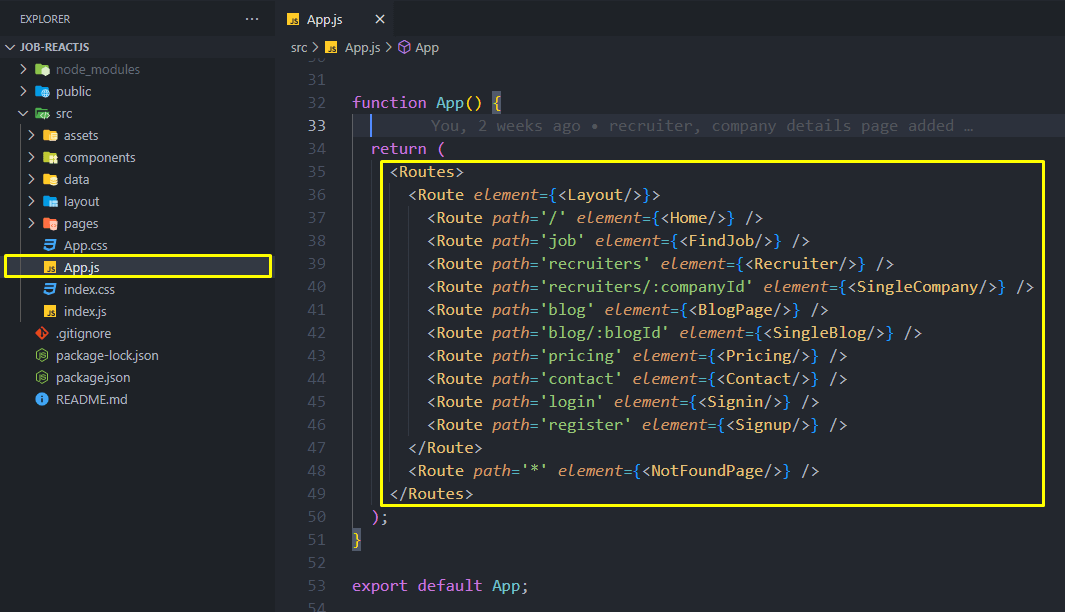 EXPLORER
JOB-REACTJS
node_modules
public
src
assets
components
data
layout
pages
App.css
App.js
index.css
index.js
.gitignore
package-lock.json
package.json
README.md
App.js
src > App.js > App
31
32 function App() {
33 You, 2 weeks ago • recruiter, company details page added …
34 return (
35 <Routes>
36 <Route element={<Layout/>}>
37 <Route path='/' element={<Home/>} />
38 <Route path='job' element={<FindJob/>} />
39 <Route path='recruiters' element={<Recruiter/>} />
40 <Route path='recruiters/:companyId' element={<SingleCompany/>} />
41 <Route path='blog' element={<BlogPage/>} />
42 <Route path='blog/:blogId' element={<SingleBlog/>} />
43 <Route path='pricing' element={<Pricing/>} />
44 <Route path='contact' element={<Contact/>} />
45 <Route path='login' element={<Signin/>} />
46 <Route path='register' element={<Signup/>} />
47 </Route>
48 <Route path='*' element={<NotFoundPage/>} />
49 </Routes>
50 );
51 }
52
53 export default App;
54